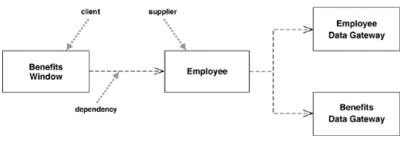 client
supplier
Employee
Data Gateway
Benefits
Window
Employee
dependency
Benefits
Data Gateway